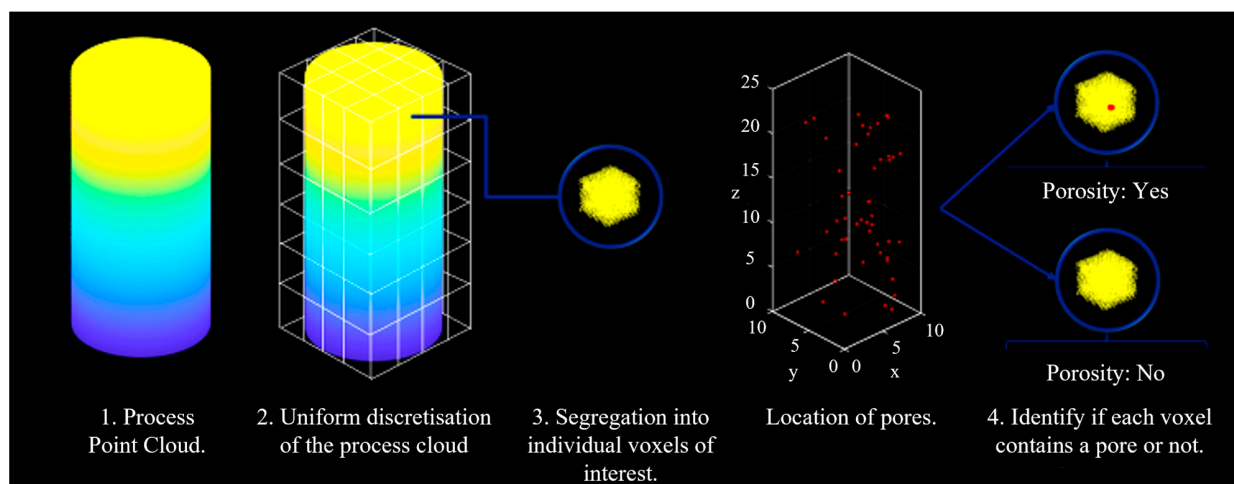 25
20
15
z
10
5
0
10
5
y
0
0
5
x
10
Porosity: Yes
Porosity: No
1. Process
Point Cloud.
2. Uniform discretisation
of the process cloud
3. Segregation into
individual voxels of
interest.
Location of pores.
4. Identify if each voxel
contains a pore or not.